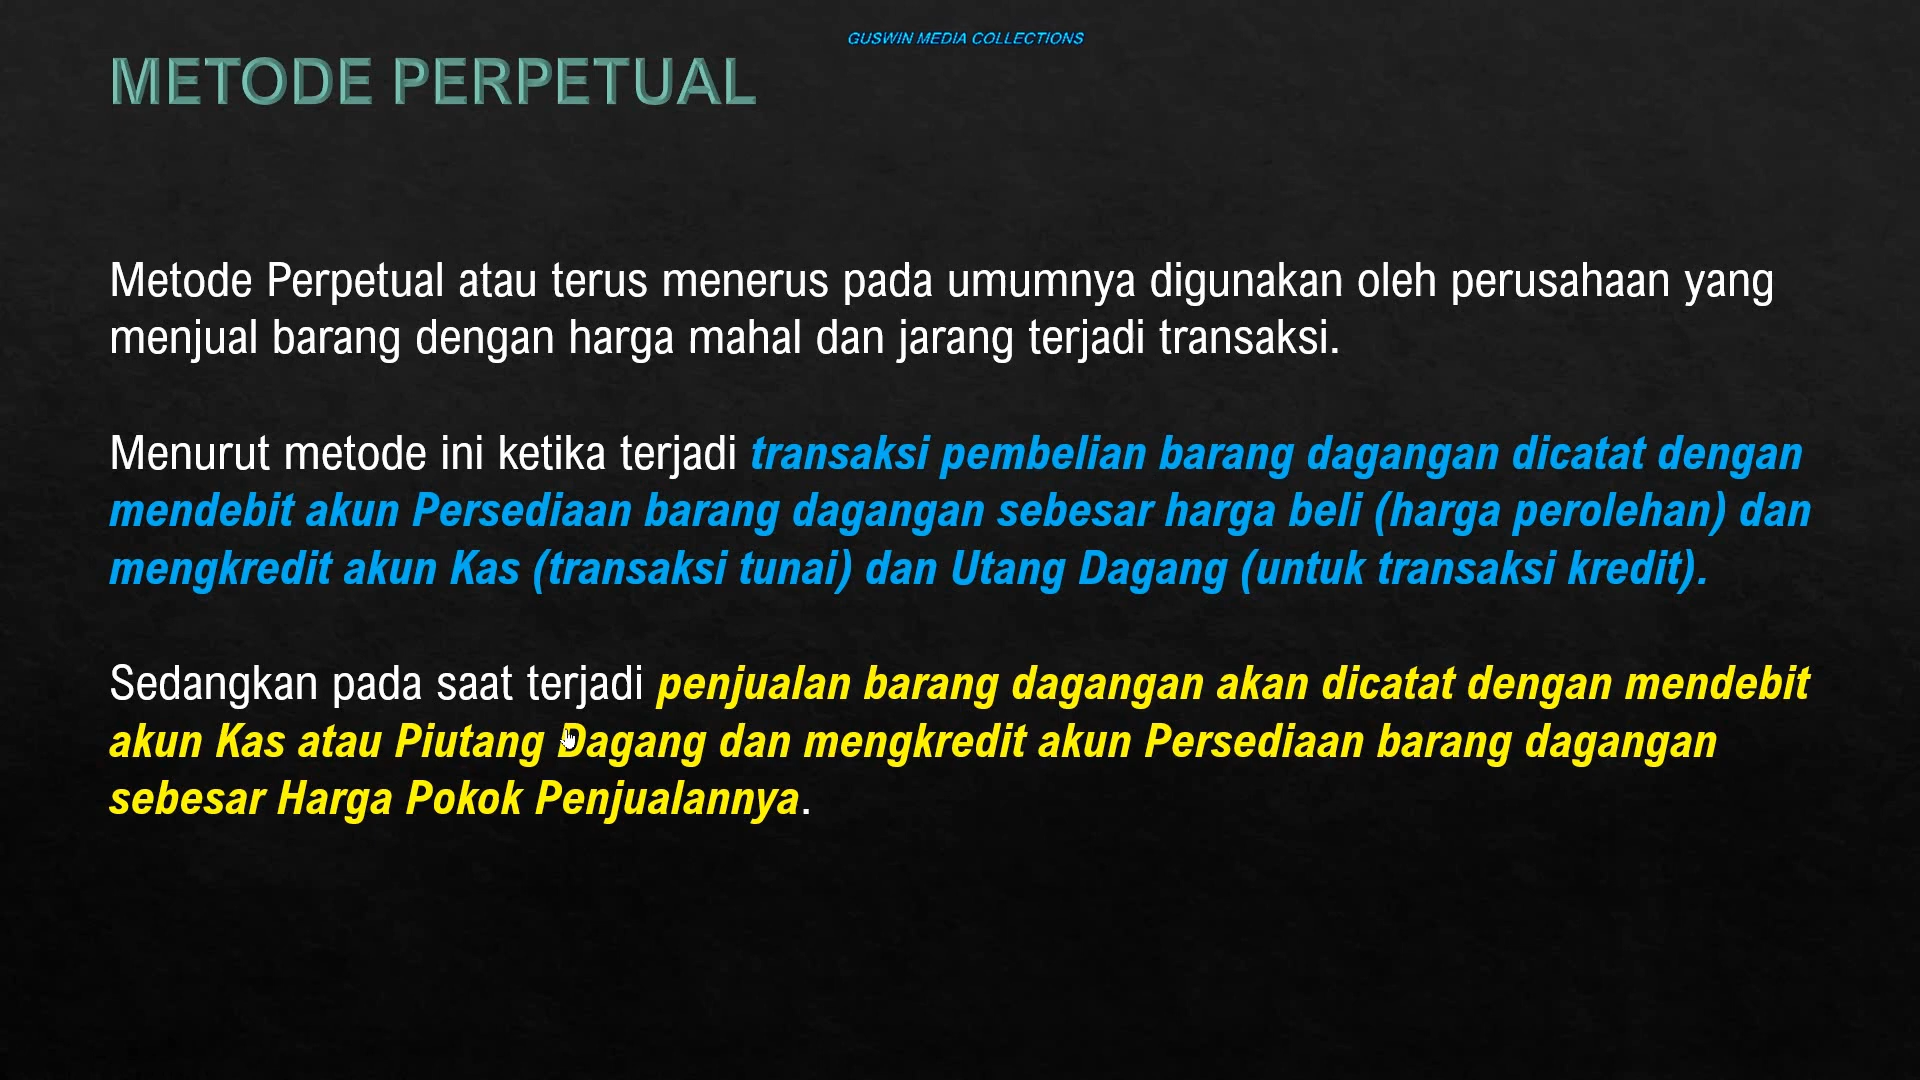 GUSWIN MEDIA COLLECTIONS
METODE PERPETUAL
Metode Perpetual atau terus menerus pada umumnya digunakan oleh perusahaan yang
menjual barang dengan harga mahal dan jarang terjadi transaksi.
Menurut metode ini ketika terjadi transaksi pembelian barang dagangan dicatat dengan
mendebit akun Persediaan barang dagangan sebesar harga beli (harga perolehan) dan
mengkredit akun Kas (transaksi tunai) dan Utang Dagang (untuk transaksi kredit).
Sedangkan pada saat terjadi penjualan barang dagangan akan dicatat dengan mendebit
akun Kas atau Piutang Dagang dan mengkredit akun Persediaan barang dagangan
sebesar Harga Pokok Penjualannya.